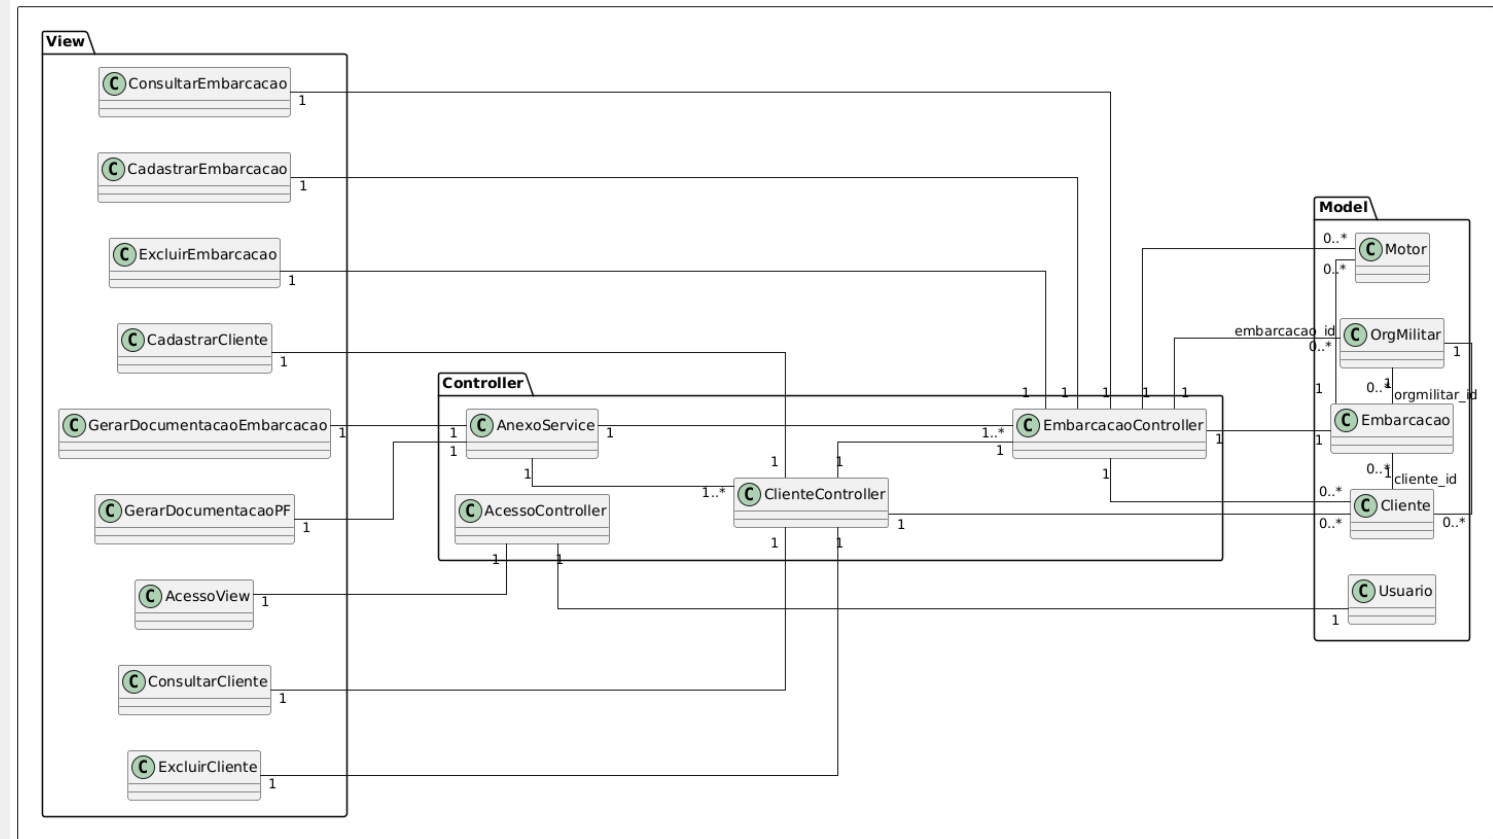 View
C ConsultarEmbarcacao
1
C CadastrarEmbarcacao
1
C ExcluirEmbarcacao
1
C CadastrarCliente
1
C GerarDocumentacaoEmbarcacao
1
C GerarDocumentacaoPF
1
C AcessoView
1
C ConsultarCliente
1
C ExcluirCliente
1
Controller
1 1 1 1 1
C AnexoService
1
1
1
1
C EmbarcacaoController
1..*
1
1
1
C ClienteController
1 1
1..*
1
1 1
C AcessoController
1 1
Model
0..*
C Motor
0..*
embarcacao_id
0..*
C OrgMilitar
1
1
0..*
1
orgmilitar_id
C Embarcacao
1
0..*
1
cliente_id
0..*
C Cliente
0..*
0..*
C Usuario
1